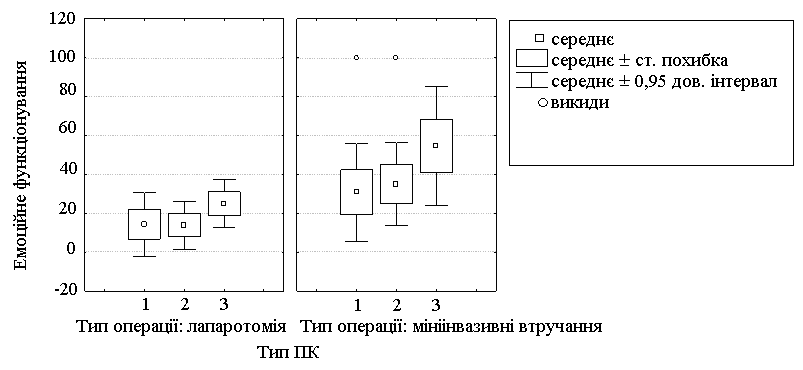 Емоційне функціонування
120
100
80
60
40
20
0
-20
1 2 3
1 2 3
Тип операції: лапаротомія
Тип операції: мініінвазивні втручання
Тип ПК
середнє
середнє ± ст. похибка
середнє ± 0,95 дов. інтервал
викиди